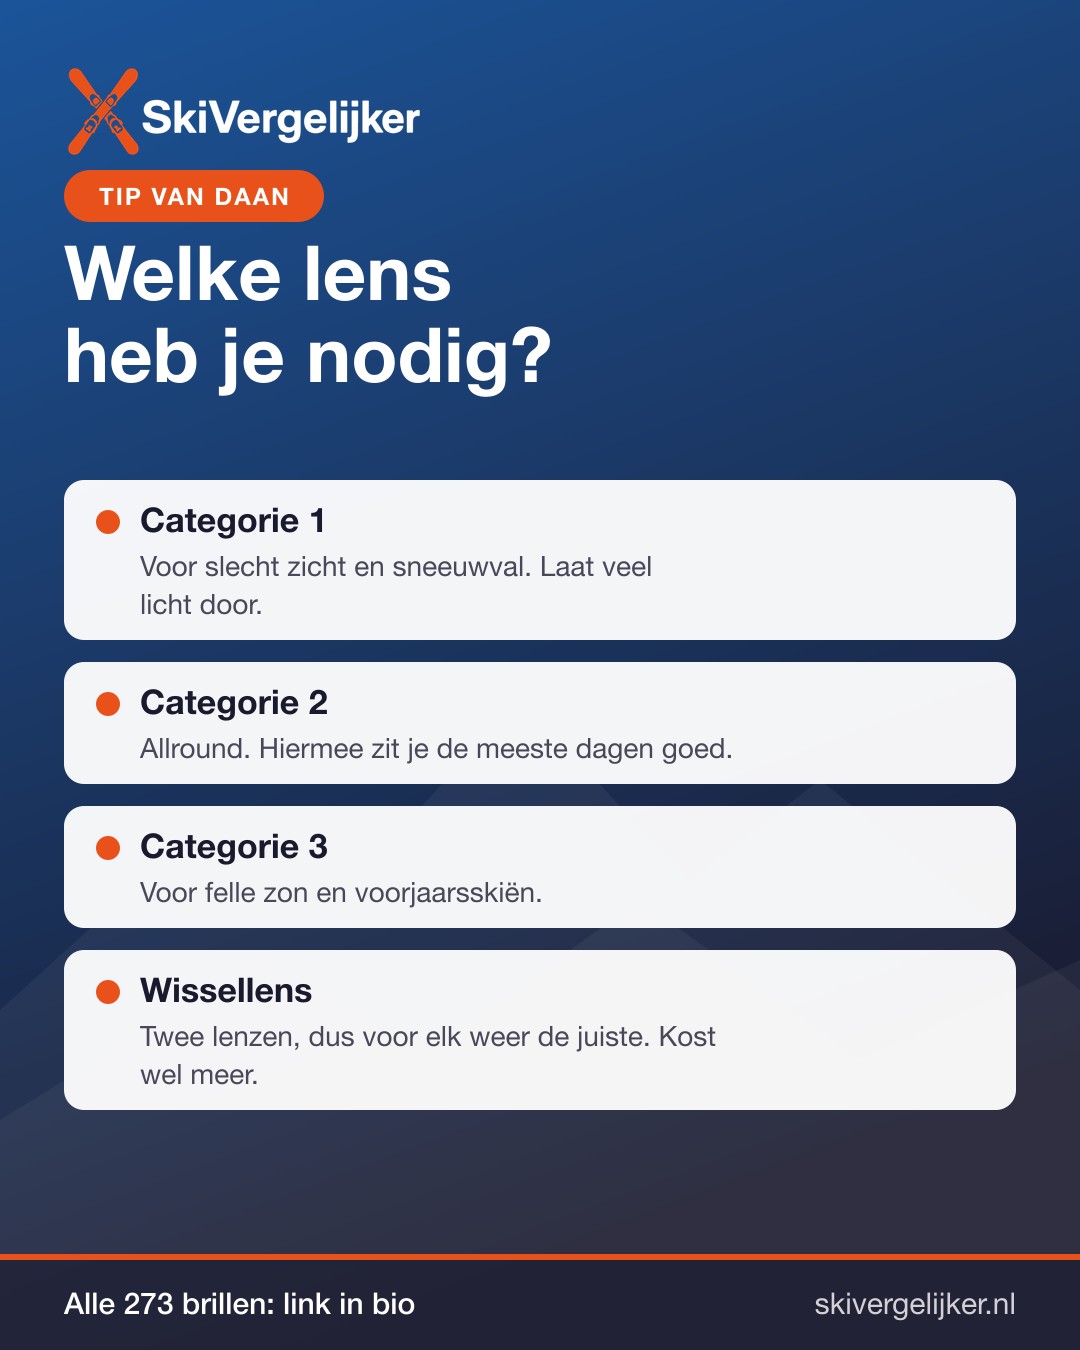 SkiVergelijker
TIP VAN DAAN
Welke lens
heb je nodig?
Categorie 1
Voor slecht zicht en sneeuwval. Laat veel
licht door.
Categorie 2
Allround. Hiermee zit je de meeste dagen goed.
Categorie 3
Voor felle zon en voorjaarsskiën.
Wissellens
Twee lenzen, dus voor elk weer de juiste. Kost
wel meer.
Alle 273 brillen: link in bio
skivergelijker.nl